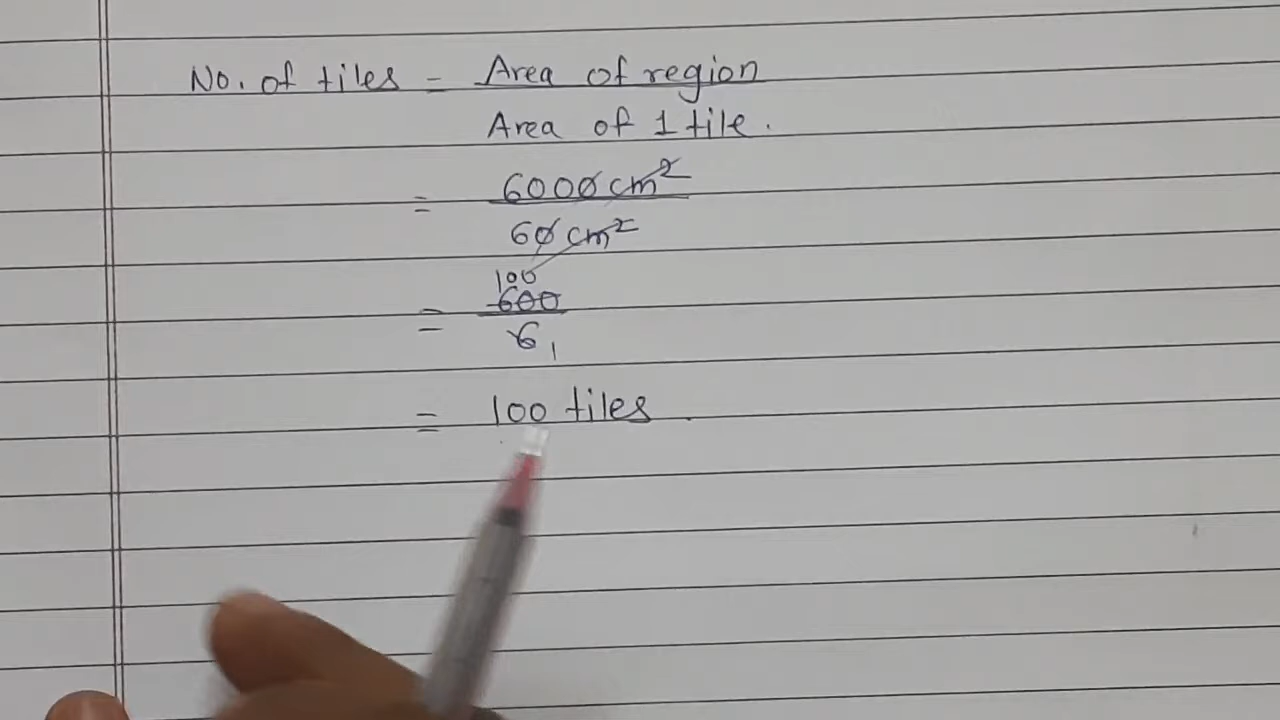 No. of tiles = Area of region
Area of 1 tile.
= 6000 cm²
60 cm²
100
= 600
6 1
= 100 tiles.